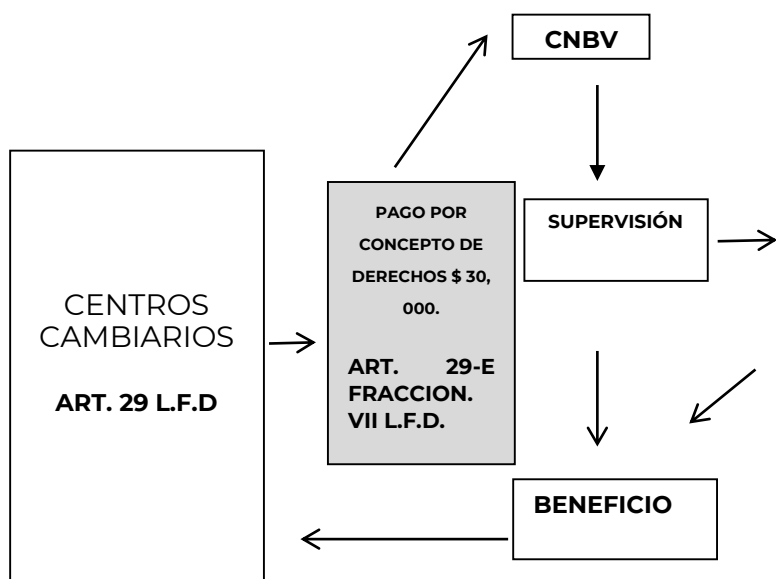 CNBV
PAGO POR
CONCEPTO DE
DERECHOS $ 30,
000.
ART. 29-E
FRACCION.
VII L.F.D.
SUPERVISIÓN
CENTROS
CAMBIARIOS
ART. 29 L.F.D
BENEFICIO